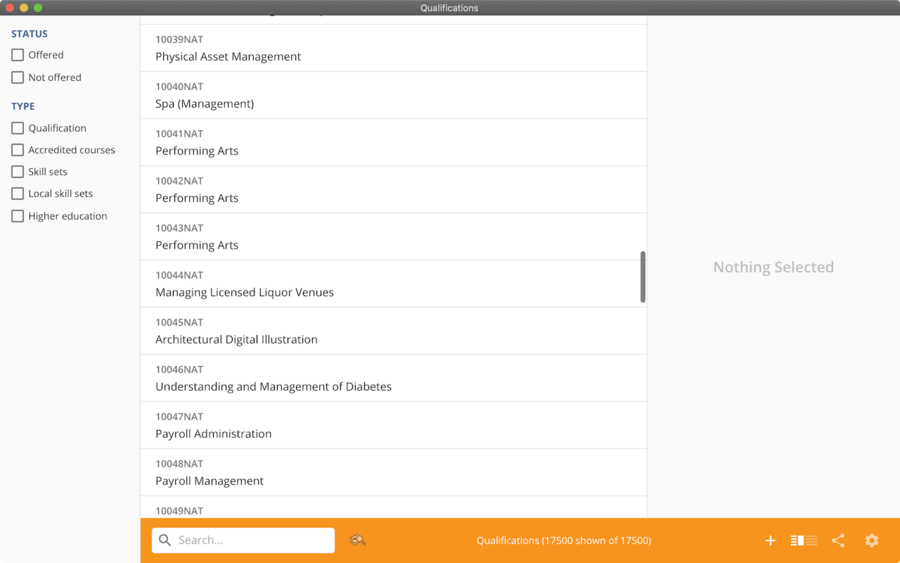 Qualifications
STATUS
Offered
Not offered
TYPE
Qualification
Accredited courses
Skill sets
Local skill sets
Higher education
10039NAT
Physical Asset Management
10040NAT
Spa (Management)
10041NAT
Performing Arts
10042NAT
Performing Arts
10043NAT
Performing Arts
10044NAT
Managing Licensed Liquor Venues
10045NAT
Architectural Digital Illustration
10046NAT
Understanding and Management of Diabetes
10047NAT
Payroll Administration
10048NAT
Payroll Management
10049NAT
Nothing Selected
Search...
Qualifications (17500 shown of 17500)